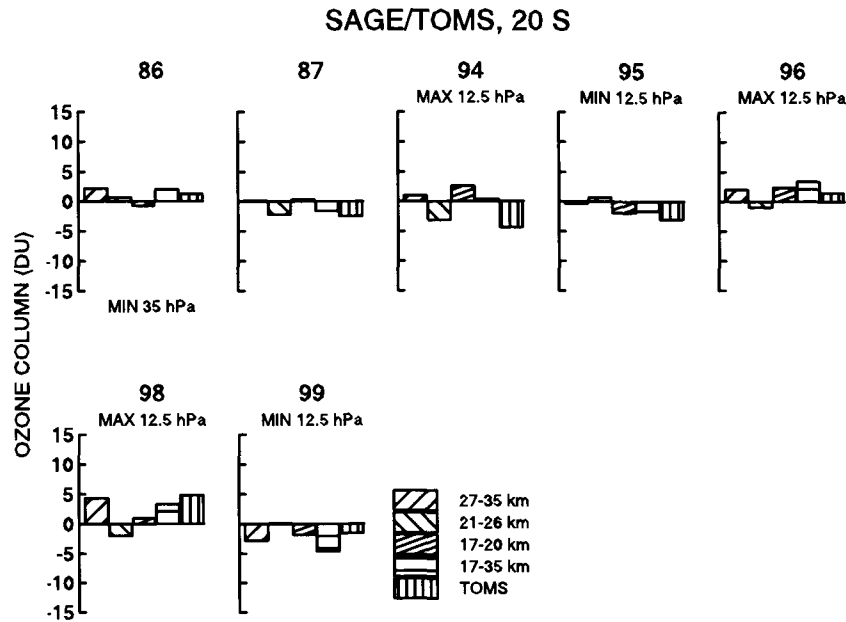 SAGE/TOMS, 20 S
86
87
94
95
96
MAX 12.5 hPa
MIN 12.5 hPa
MAX 12.5 hPa
15
10
5
0
-5
-10
-15
MIN 35 hPa
OZONE COLUMN (DU)
98
99
MAX 12.5 hPa
MIN 12.5 hPa
15
10
5
0
-5
-10
-15
27-35 km
21-26 km
17-20 km
17-35 km
TOMS